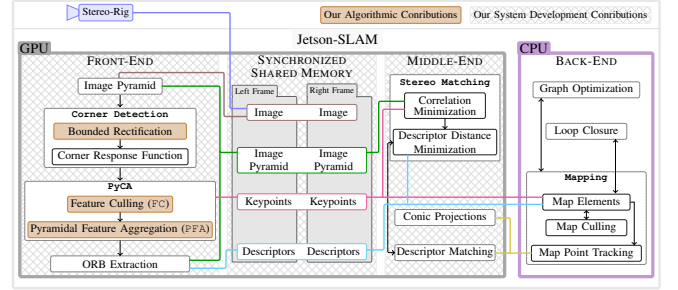 Stereo-Rig
Our Algorithmic Conributions
Our System Development Conributions
Jetson-SLAM
GPU
CPU
FRONT-END
SYNCHRONIZED
SHARED MEMORY
MIDDLE-END
BACK-END
Image Pyramid
Corner Detection
Bounded Rectification
Corner Response Function
PyCA
Feature Culling (FC)
Pyramidal Feature Aggregation (PFA)
ORB Extraction
Left Frame
Right Frame
Image
Image
Image
Pyramid
Image
Pyramid
Keypoints
Keypoints
Descriptors
Descriptors
Stereo Matching
Correlation
Minimization
Descriptor Distance
Minimization
Conic Projections
Descriptor Matching
Graph Optimization
Loop Closure
Mapping
Map Elements
Map Culling
Map Point Tracking